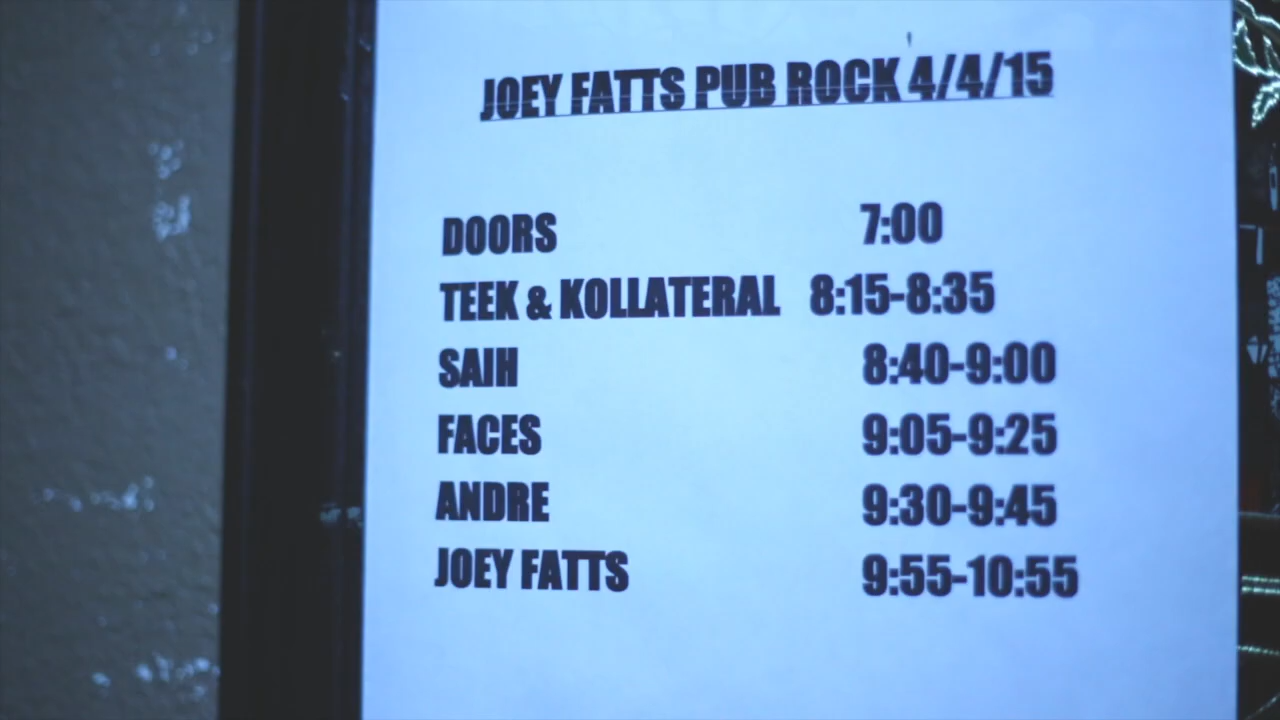 JOEY FATTS PUB ROCK 4/4/15
DOORS 7:00
TEEK & KOLLATERAL 8:15-8:35
SAIH 8:40-9:00
FACES 9:05-9:25
ANDRE 9:30-9:45
JOEY FATTS 9:55-10:55